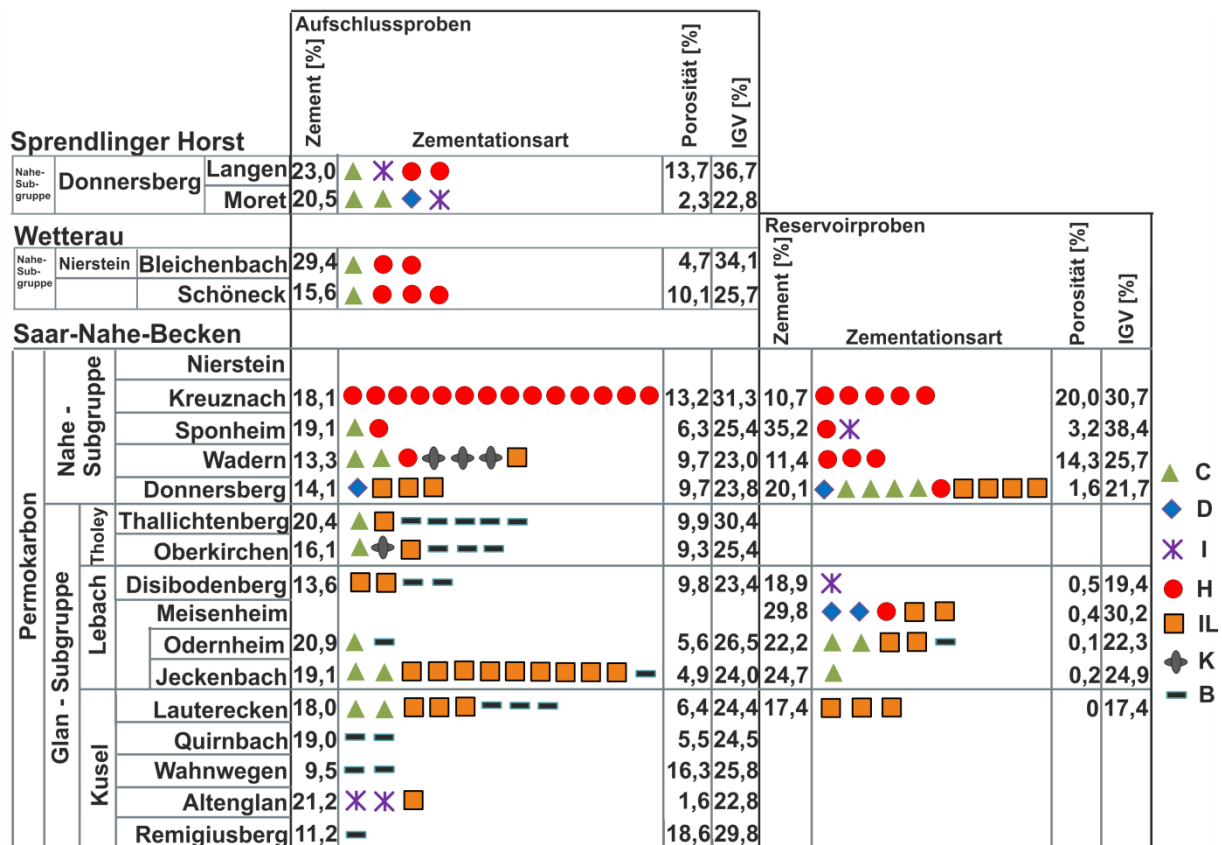 Aufschlussproben
Zement [%]
Zementationsart
Porosität [%]
IGV [%]
Sprendlinger Horst
Nahe-
Sub-
gruppe
Donnersberg
Langen 23,0 13,7 36,7
Moret 20,5 2,3 22,8
Reservoirproben
Zement [%]
Zementationsart
Porosität [%]
IGV [%]
Wetterau
Nahe-
Sub-
gruppe
Nierstein Bleichenbach 29,4 4,7 34,1
Schöneck 15,6 10,1 25,7
Saar-Nahe-Becken
Permokarbon
Nahe -
Subgruppe
Nierstein
Kreuznach 18,1 13,2 31,3 10,7 20,0 30,7
Sponheim 19,1 6,3 25,4 35,2 3,2 38,4
Wadern 13,3 9,7 23,0 11,4 14,3 25,7
Donnersberg 14,1 9,7 23,8 20,1 1,6 21,7
Glan - Subgruppe
Tholey
Thallichtenberg 20,4 9,9 30,4
Oberkirchen 16,1 9,3 25,4
Lebach
Disibodenberg 13,6 9,8 23,4 18,9 0,5 19,4
Meisenheim 29,8 0,4 30,2
Odernheim 20,9 5,6 26,5 22,2 0,1 22,3
Jeckenbach 19,1 4,9 24,0 24,7 0,2 24,9
Kusel
Lauterecken 18,0 6,4 24,4 17,4 0 17,4
Quirnbach 19,0 5,5 24,5
Wahnwegen 9,5 16,3 25,8
Altenglan 21,2 1,6 22,8
Remigiusberg 11,2 18,6 29,8
C
D
I
H
IL
K
B